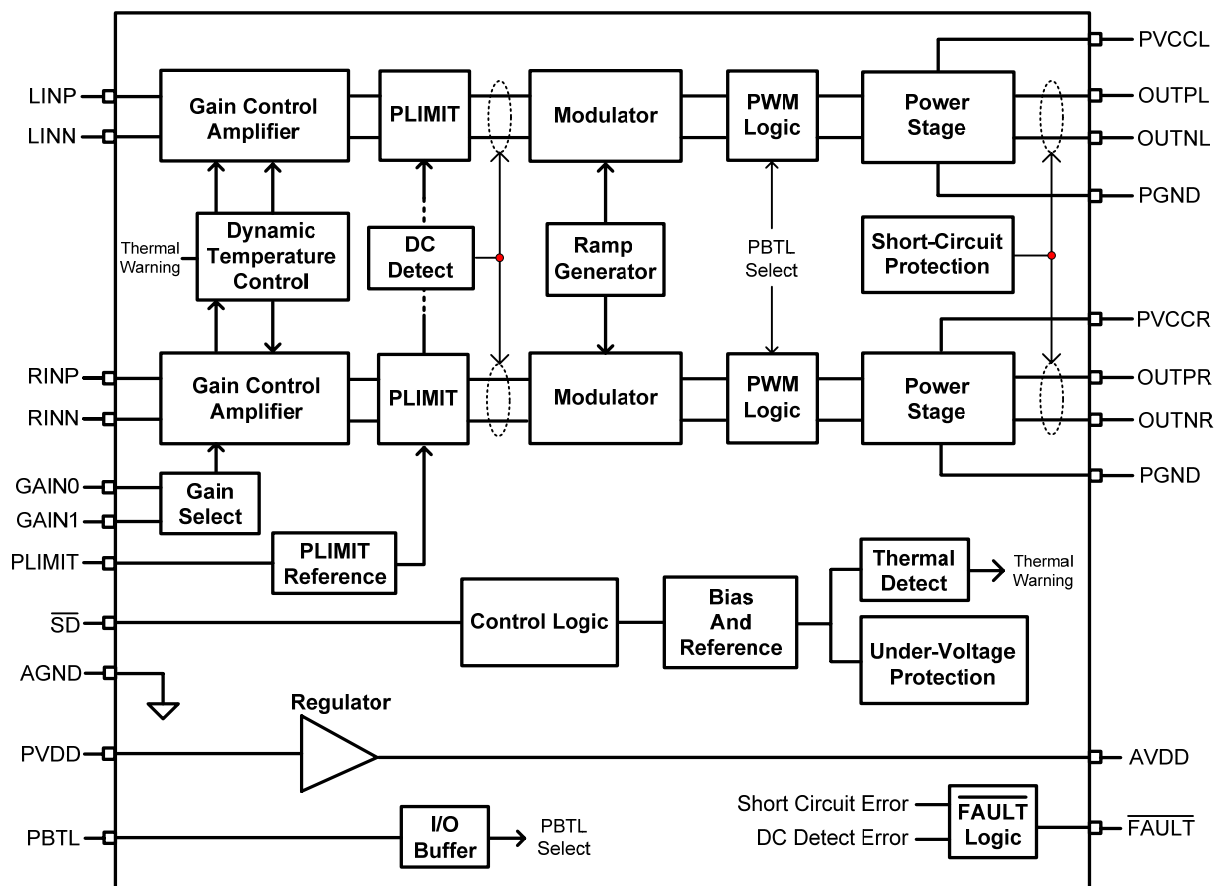 PVCCL
LINP
LINN
Gain Control
Amplifier
PLIMIT
Modulator
PWM
Logic
Power
Stage
OUTPL
OUTNL
PGND
Thermal
Warning
Dynamic
Temperature
Control
DC
Detect
Ramp
Generator
PBTL
Select
Short-Circuit
Protection
PVCCR
RINP
RINN
Gain Control
Amplifier
PLIMIT
Modulator
PWM
Logic
Power
Stage
OUTPR
OUTNR
PGND
GAIN0
GAIN1
Gain
Select
PLIMIT
PLIMIT
Reference
SD
Control Logic
Bias
And
Reference
Thermal
Detect
Thermal
Warning
Under-Voltage
Protection
AGND
Regulator
PVDD
AVDD
PBTL
I/O
Buffer
PBTL
Select
Short Circuit Error
DC Detect Error
FAULT
Logic
FAULT